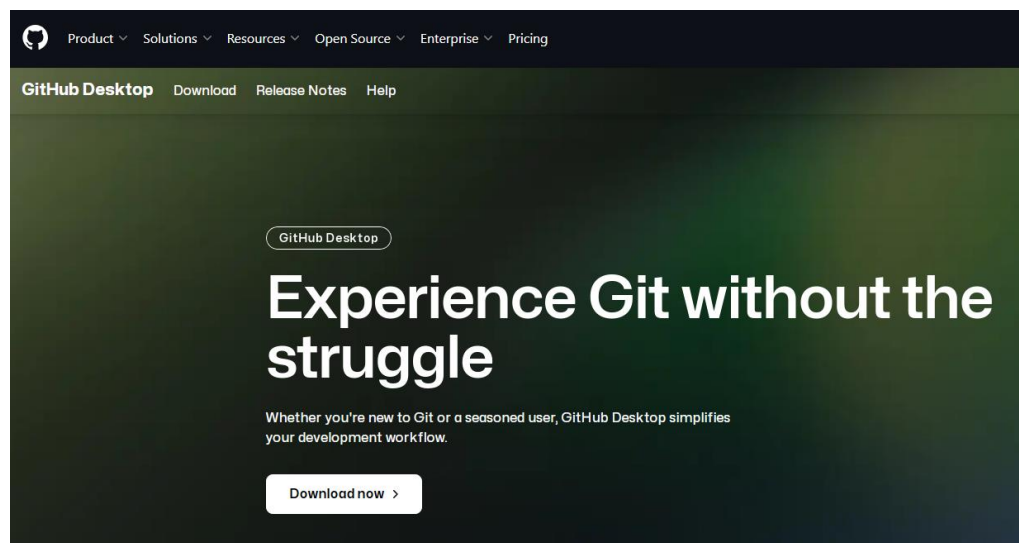 Product Solutions Resources Open Source Enterprise Pricing
GitHub Desktop Download Release Notes Help
GitHub Desktop
Experience Git without the
struggle
Whether you're new to Git or a seasoned user, GitHub Desktop simplifies
your development workflow.
Download now